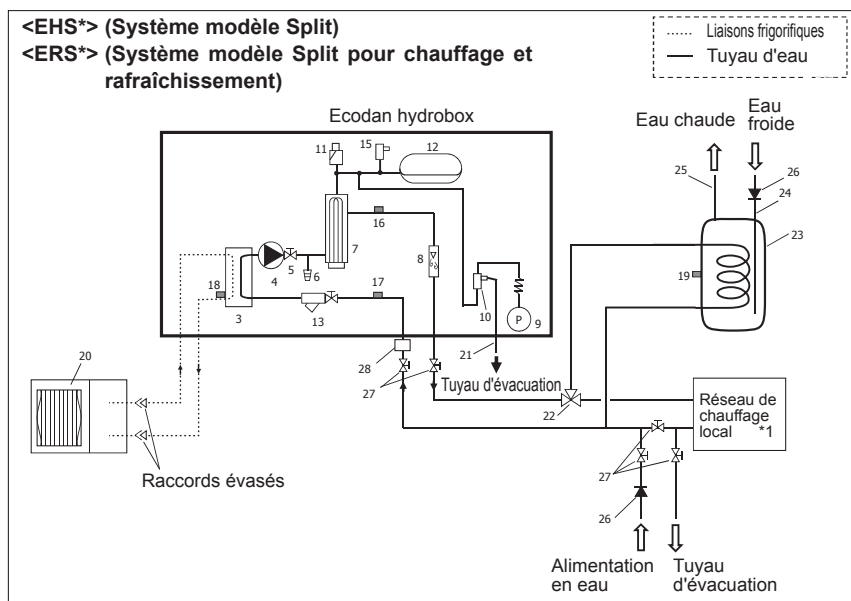 <EHS*> (Système modèle Split)
<ERS*> (Système modèle Split pour chauffage et
rafraîchissement)
Liaisons frigorifiques
Tuyau d'eau
Ecodan hydrobox
Eau chaude
Eau
froide
11
15
12
25
26
24
16
7
8
23
5
6
4
18
17
19
3
13
10
P
9
20
28
21
27
Tuyau d'évacuation
22
Réseau de
chauffage
local *1
Raccords évasés
27
26
Alimentation
en eau
Tuyau
d'évacuation